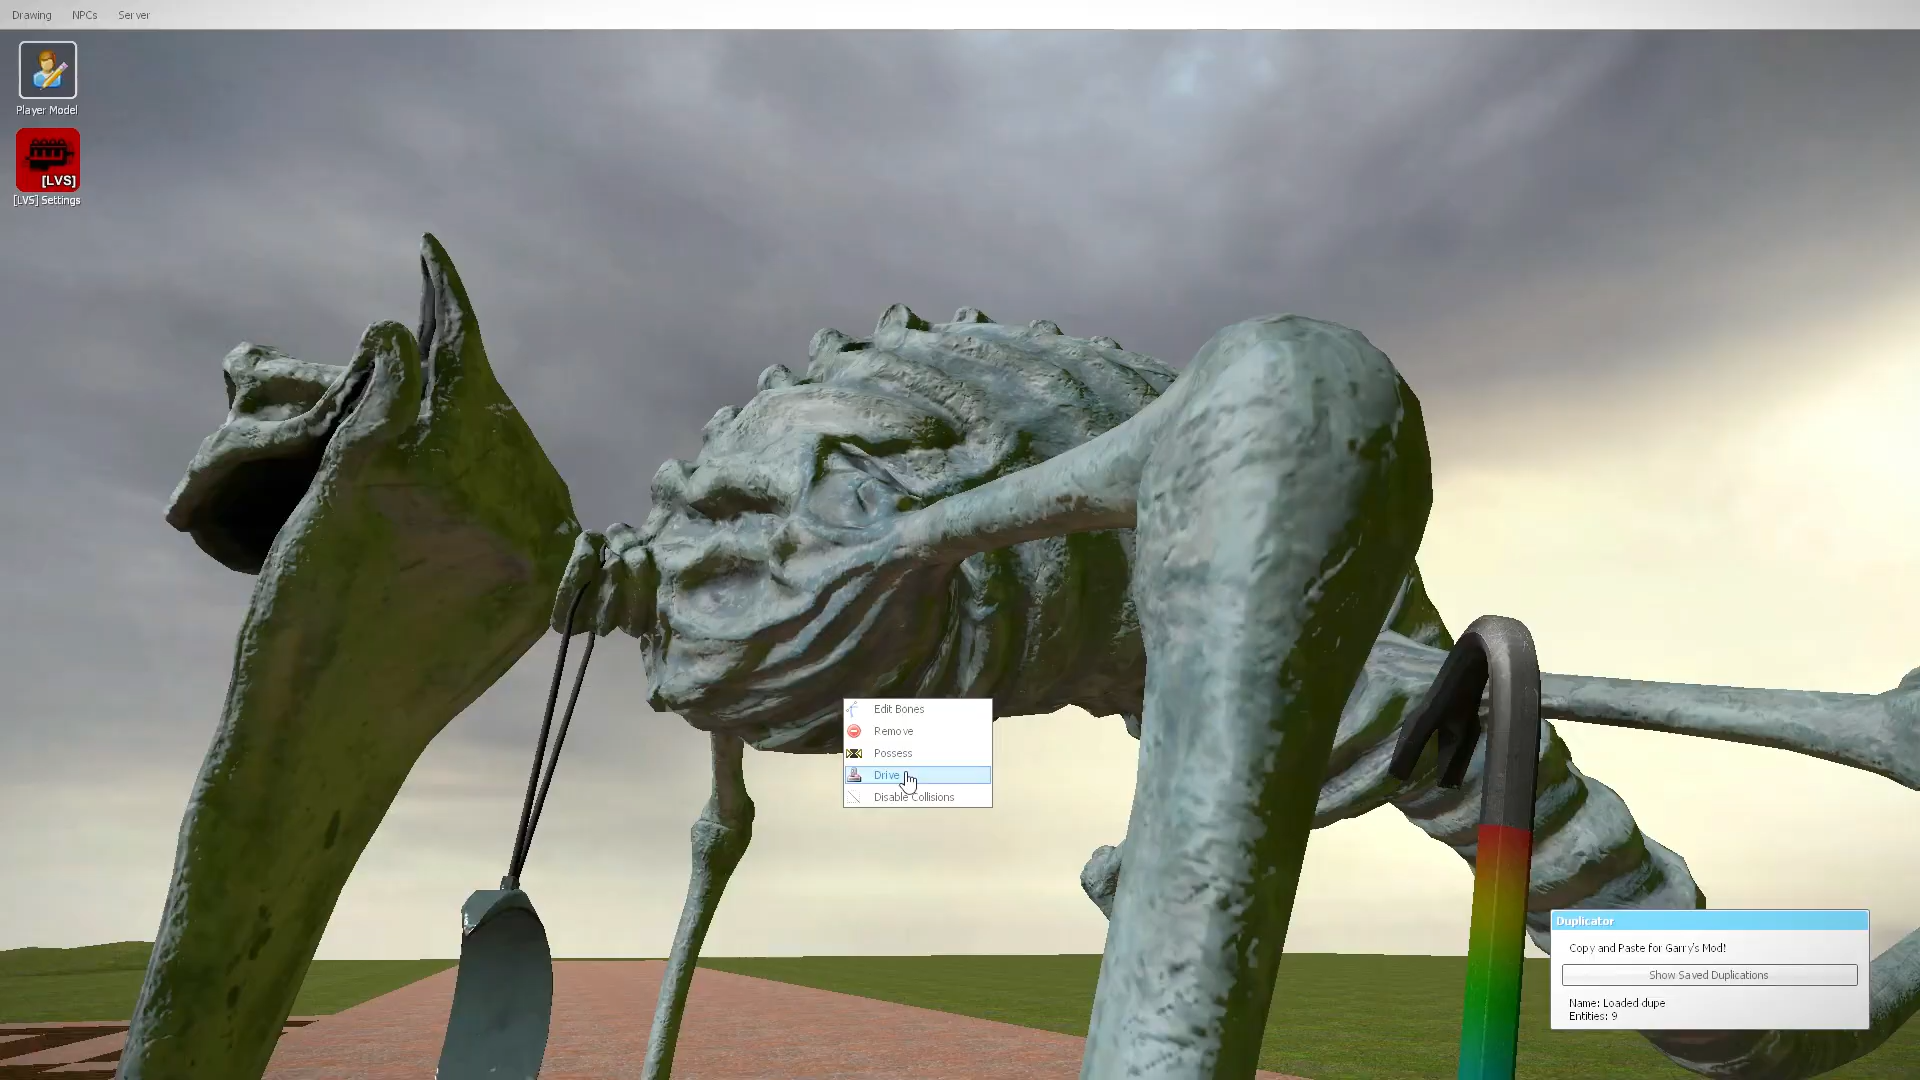 Drawing NPCs Server
Player Model
[LVS]
[LVS] Settings
Edit Bones
Remove
Possess
Drive
Disable Collisions
Duplicator
Copy and Paste for Garry's Mod!
Show Saved Duplications
Name: Loaded dupe
Entities: 9